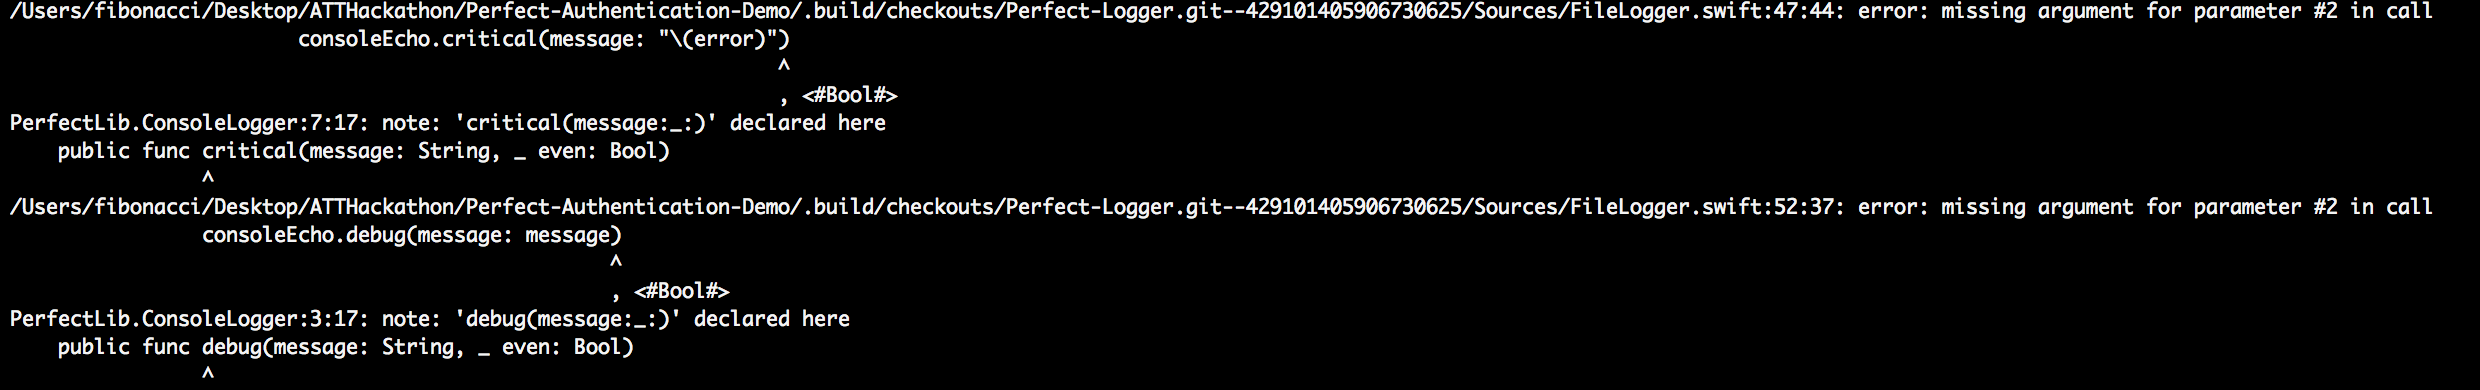 /Users/fibonacci/Desktop/ATTHackathon/Perfect-Authentication-Demo/.build/checkouts/Perfect-Logger.git--429101405906730625/Sources/FileLogger.swift:47:44: error: missing argument for parameter #2 in call
consoleEcho.critical(message: "\(error)")
^
, <#Bool#>
PerfectLib.ConsoleLogger:7:17: note: 'critical(message:_:)' declared here
public func critical(message: String, _ even: Bool)
^
/Users/fibonacci/Desktop/ATTHackathon/Perfect-Authentication-Demo/.build/checkouts/Perfect-Logger.git--429101405906730625/Sources/FileLogger.swift:52:37: error: missing argument for parameter #2 in call
consoleEcho.debug(message: message)
^
, <#Bool#>
PerfectLib.ConsoleLogger:3:17: note: 'debug(message:_:)' declared here
public func debug(message: String, _ even: Bool)
^